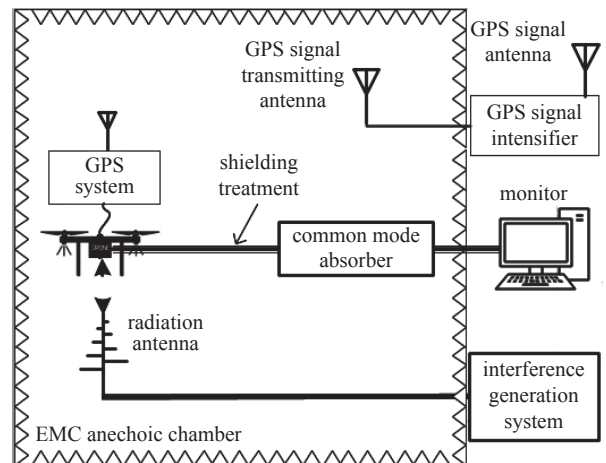 GPS signal
antenna
GPS signal
transmitting
antenna
GPS signal
intensifier
GPS
system
shielding
treatment
monitor
common mode
absorber
radiation
antenna
interference
generation
system
EMC anechoic chamber